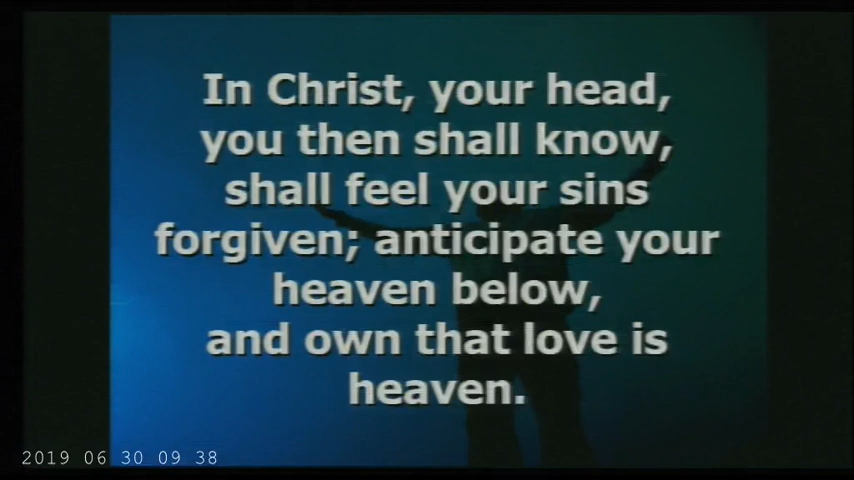 In Christ, your head,
you then shall know,
shall feel your sins
forgiven; anticipate your
heaven below,
and own that love is
heaven.
2019 06 30 09 38